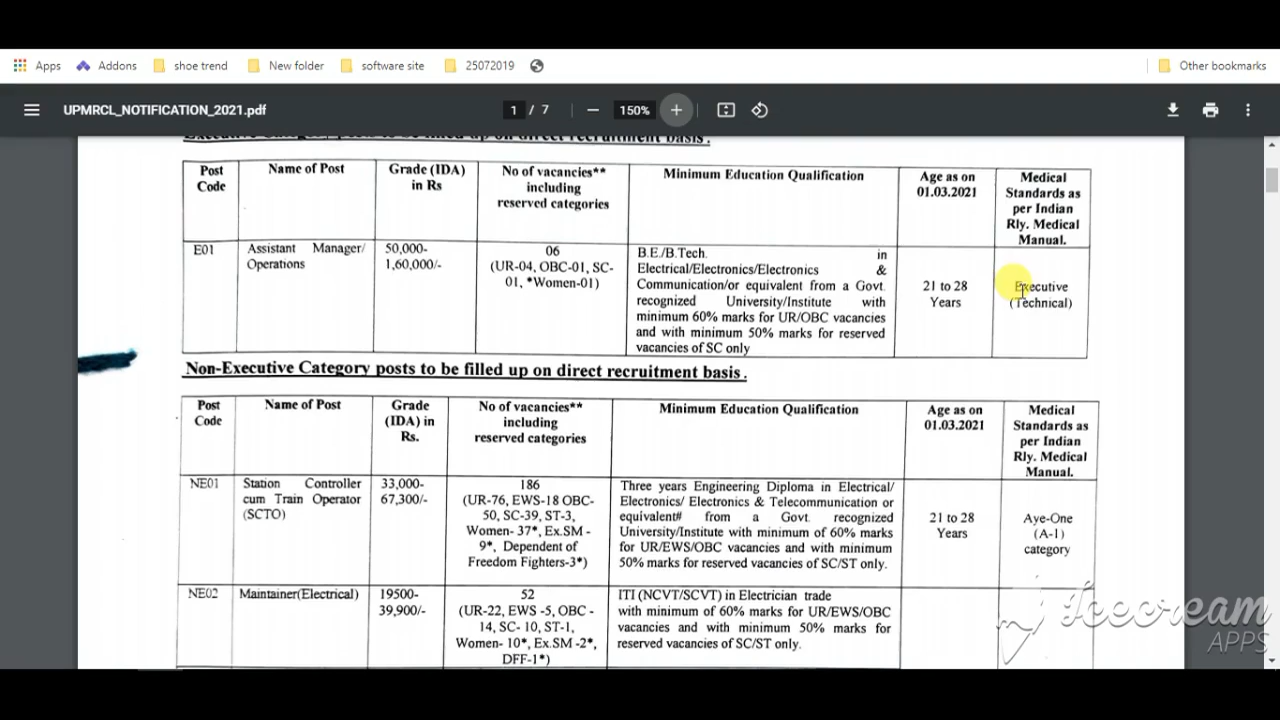 Apps Addons shoe trend New folder software site 25072019 Other bookmarks
UPMRCL_NOTIFICATION_2021.pdf 1 / 7 150%
Executive Category posts to be filled up on direct recruitment basis.
Post
Code
Name of Post
Grade (IDA)
in Rs
No of vacancies**
including
reserved categories
Minimum Education Qualification
Age as on
01.03.2021
Medical
Standards as
per Indian
Rly. Medical
Manual.
E01
Assistant Manager/
Operations
50,000-
1,60,000/-
06
(UR-04, OBC-01, SC-
01, *Women-01)
B.E./B.Tech. in
Electrical/Electronics/Electronics &
Communication/or equivalent from a Govt.
recognized University/Institute with
minimum 60% marks for UR/OBC vacancies
and with minimum 50% marks for reserved
vacancies of SC only
21 to 28
Years
Executive
(Technical)
Non-Executive Category posts to be filled up on direct recruitment basis.
Post
Code
Name of Post
Grade
(IDA) in
Rs.
No of vacancies**
including
reserved categories
Minimum Education Qualification
Age as on
01.03.2021
Medical
Standards as
per Indian
Rly. Medical
Manual.
NE01
Station Controller
cum Train Operator
(SCTO)
33,000-
67,300/-
186
(UR-76, EWS-18 OBC-
50, SC-39, ST-3,
Women- 37*, Ex.SM -
9*, Dependent of
Freedom Fighters-3*)
Three years Engineering Diploma in Electrical/
Electronics/ Electronics & Telecommunication or
equivalent# from a Govt. recognized
University/Institute with minimum of 60% marks
for UR/EWS/OBC vacancies and with minimum
50% marks for reserved vacancies of SC/ST only.
21 to 28
Years
Aye-One
(A-1)
category
NE02
Maintainer(Electrical)
19500-
39,900/-
52
(UR-22, EWS -5, OBC -
14, SC- 10, ST-1,
Women- 10*, Ex.SM -2*,
DFF-1*)
ITI (NCVT/SCVT) in Electrician trade
with minimum of 60% marks for UR/EWS/OBC
vacancies and with minimum 50% marks for
reserved vacancies of SC/ST only.
Icecream
APPS